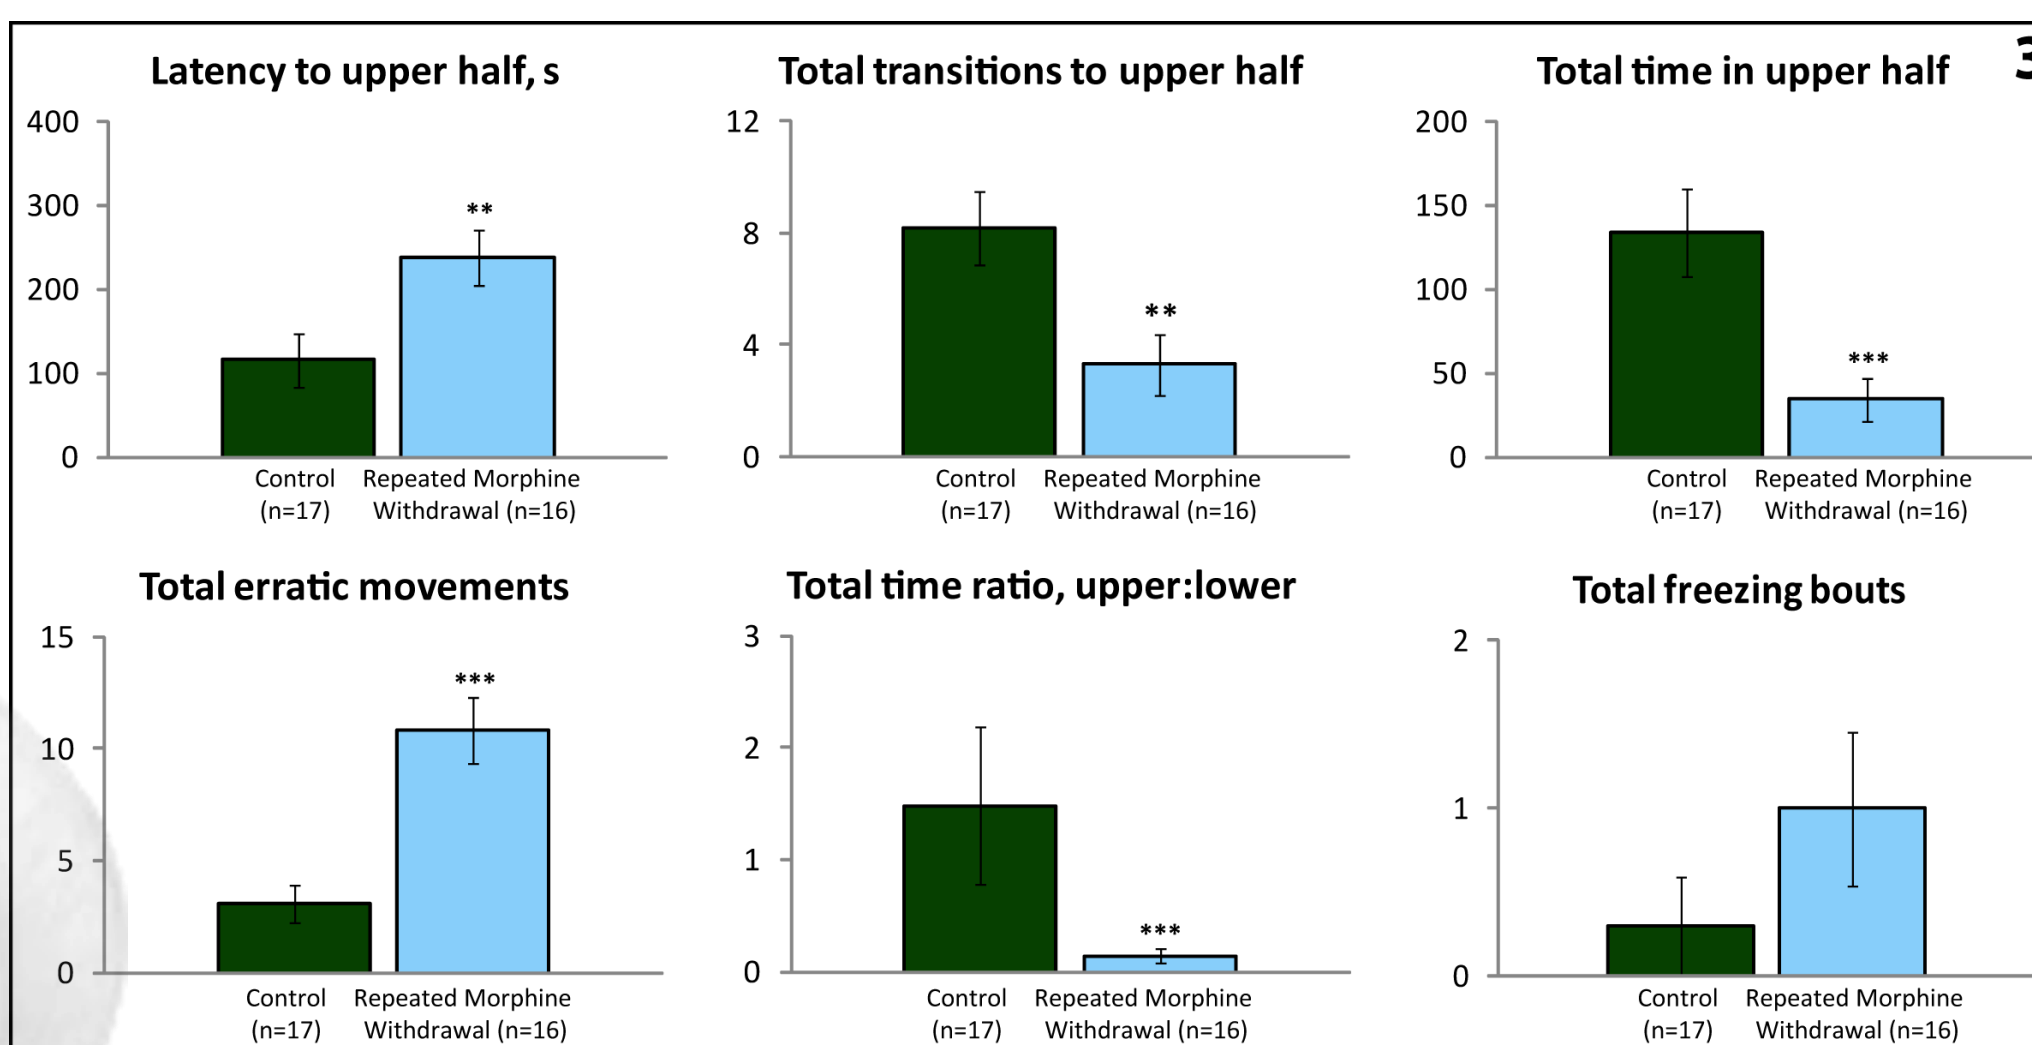 Latency to upper half, s
400
300
200
100
0
**
Control
(n=17)
Repeated Morphine
Withdrawal (n=16)
Total transitions to upper half
12
8
4
0
**
Control
(n=17)
Repeated Morphine
Withdrawal (n=16)
Total time in upper half
3
200
150
100
50
0
***
Control
(n=17)
Repeated Morphine
Withdrawal (n=16)
Total erratic movements
15
10
5
0
***
Control
(n=17)
Repeated Morphine
Withdrawal (n=16)
Total time ratio, upper:lower
3
2
1
0
***
Control
(n=17)
Repeated Morphine
Withdrawal (n=16)
Total freezing bouts
2
1
0
Control
(n=17)
Repeated Morphine
Withdrawal (n=16)